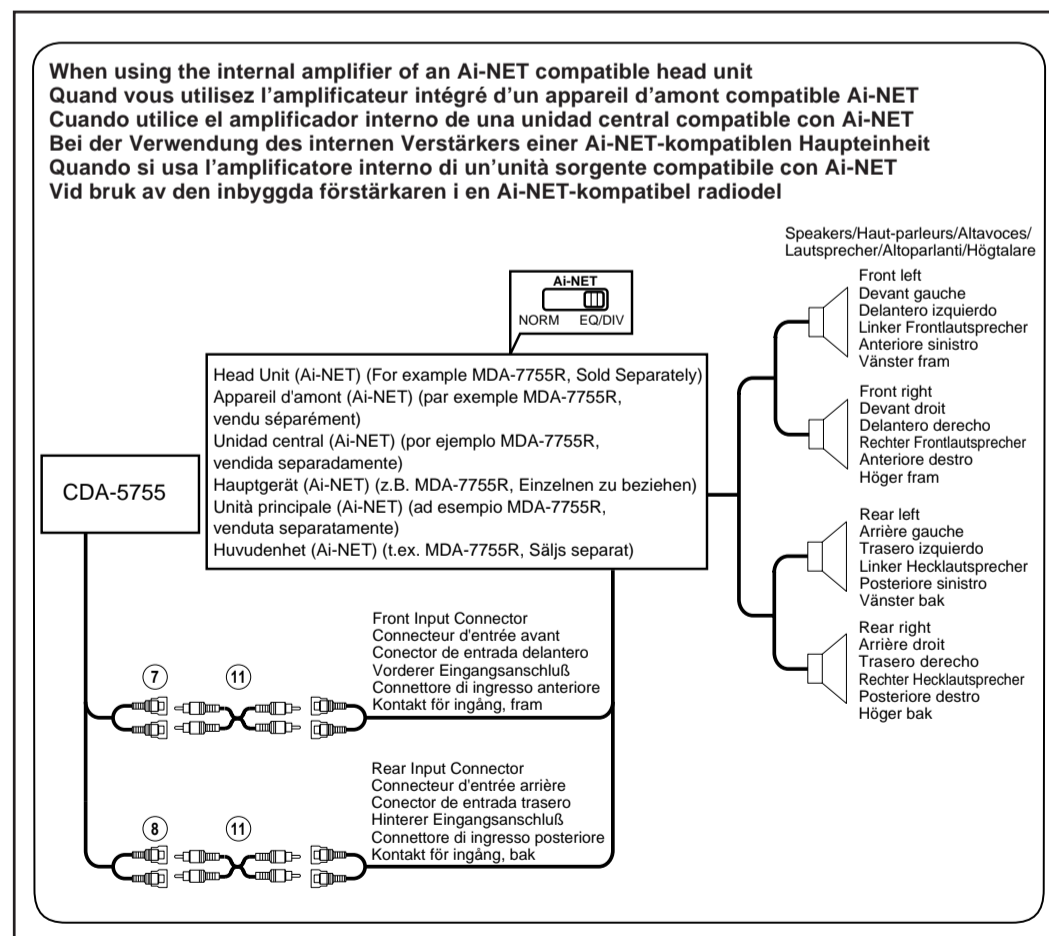 When using the internal amplifier of an Ai-NET compatible head unit
Quand vous utilisez l'amplificateur intégré d'un appareil d'amont compatible Ai-NET
Cuando utilice el amplificador interno de una unidad central compatible con Ai-NET
Bei der Verwendung des internen Verstärkers einer Ai-NET-kompatiblen Haupteinheit
Quando si usa l'amplificatore interno di un'unità sorgente compatibile con Ai-NET
Vid bruk av den inbyggda förstärkaren i en Ai-NET-kompatibel radiodel
Speakers/Haut-parleurs/Altavoces/
Lautsprecher/Altoparlanti/Högtalare
Ai-NET
NORM EQ/DIV
Front left
Devant gauche
Delantero izquierdo
Linker Frontlautsprecher
Anteriore sinistro
Vänster fram
Front right
Devant droit
Delantero derecho
Rechter Frontlautsprecher
Anteriore destro
Höger fram
Head Unit (Ai-NET) (For example MDA-7755R, Sold Separately)
Appareil d'amont (Ai-NET) (par exemple MDA-7755R,
vendu séparément)
Unidad central (Ai-NET) (por ejemplo MDA-7755R,
vendida separadamente)
Hauptgerät (Ai-NET) (z.B. MDA-7755R, Einzelnen zu beziehen)
Unità principale (Ai-NET) (ad esempio MDA-7755R,
venduta separatamente)
Huvudenhet (Ai-NET) (t.ex. MDA-7755R, Säljs separat)
CDA-5755
Rear left
Arrière gauche
Trasero izquierdo
Linker Hecklautsprecher
Posteriore sinistro
Vänster bak
Rear right
Arrière droit
Trasero derecho
Rechter Hecklautsprecher
Posteriore destro
Höger bak
Front Input Connector
Connecteur d'entrée avant
Conector de entrada delantero
Vorderer Eingangsanschluß
Connettore di ingresso anteriore
Kontakt för ingång, fram
7 11
Rear Input Connector
Connecteur d'entrée arrière
Conector de entrada trasero
Hinterer Eingangsanschluß
Connettore di ingresso posteriore
Kontakt för ingång, bak
8 11